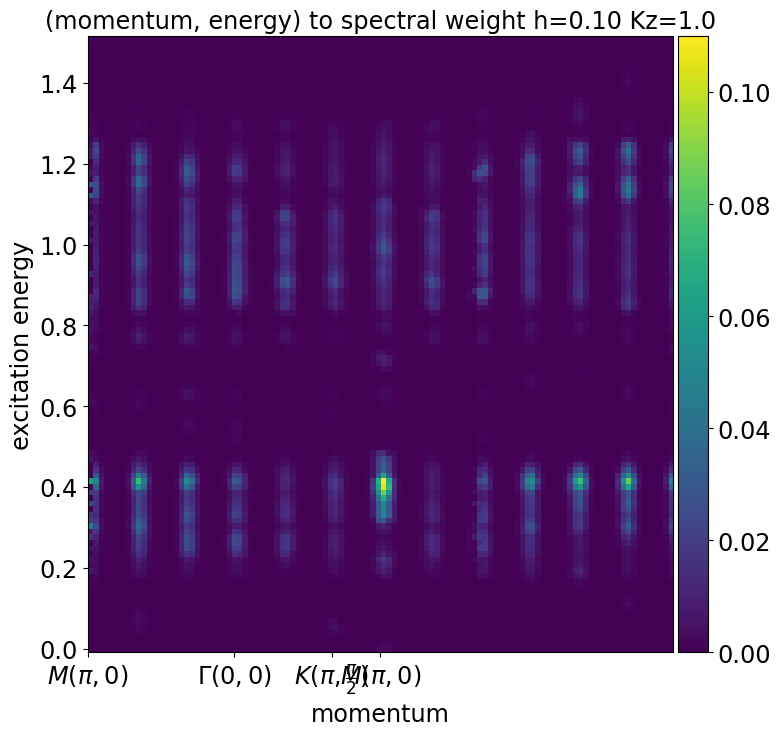 (momentum, energy) to spectral weight h=0.10 Kz=1.0
excitation energy
1.4
1.2
1.0
0.8
0.6
0.4
0.2
0.0
0.10
0.08
0.06
0.04
0.02
0.00
M(π, 0)
Γ(0, 0)
K(π, π/2)
M(π, 0)
momentum